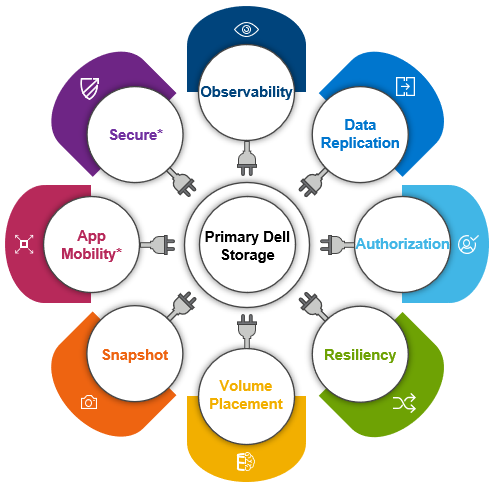 Observability
Data
Replication
Authorization
Resiliency
Volume
Placement
Snapshot
App
Mobility*
Secure*
Primary Dell
Storage